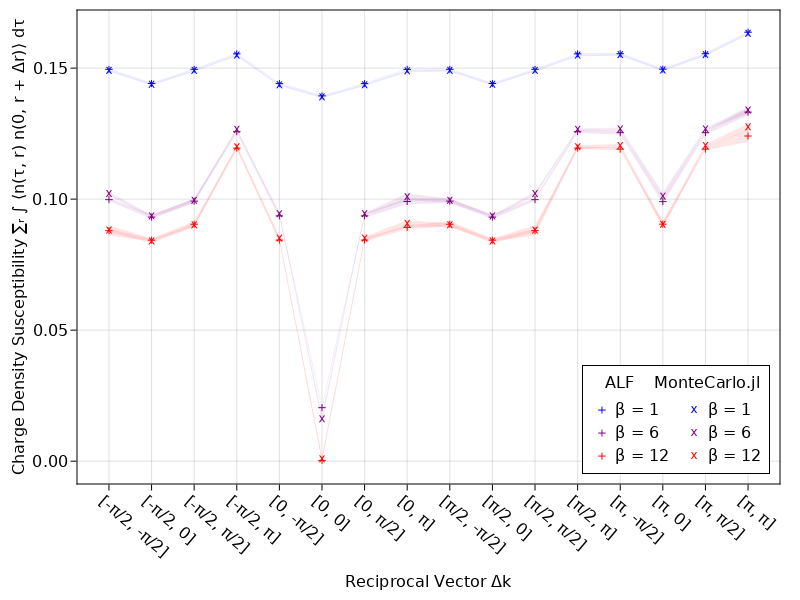 Charge Density Susceptibility ∑ᵣ ∫ ⟨n(τ, r) n(0, r + Δr)⟩ dτ
0.15
0.10
0.05
0.00
ALF MonteCarlo.jl
+ β = 1 x β = 1
+ β = 6 x β = 6
+ β = 12 x β = 12
[-π/2, -π/2]
[-π/2, 0]
[-π/2, π/2]
[-π/2, π]
[0, -π/2]
[0, 0]
[0, π/2]
[0, π]
[π/2, -π/2]
[π/2, 0]
[π/2, π/2]
[π/2, π]
[π, -π/2]
[π, 0]
[π, π/2]
[π, π]
Reciprocal Vector Δk